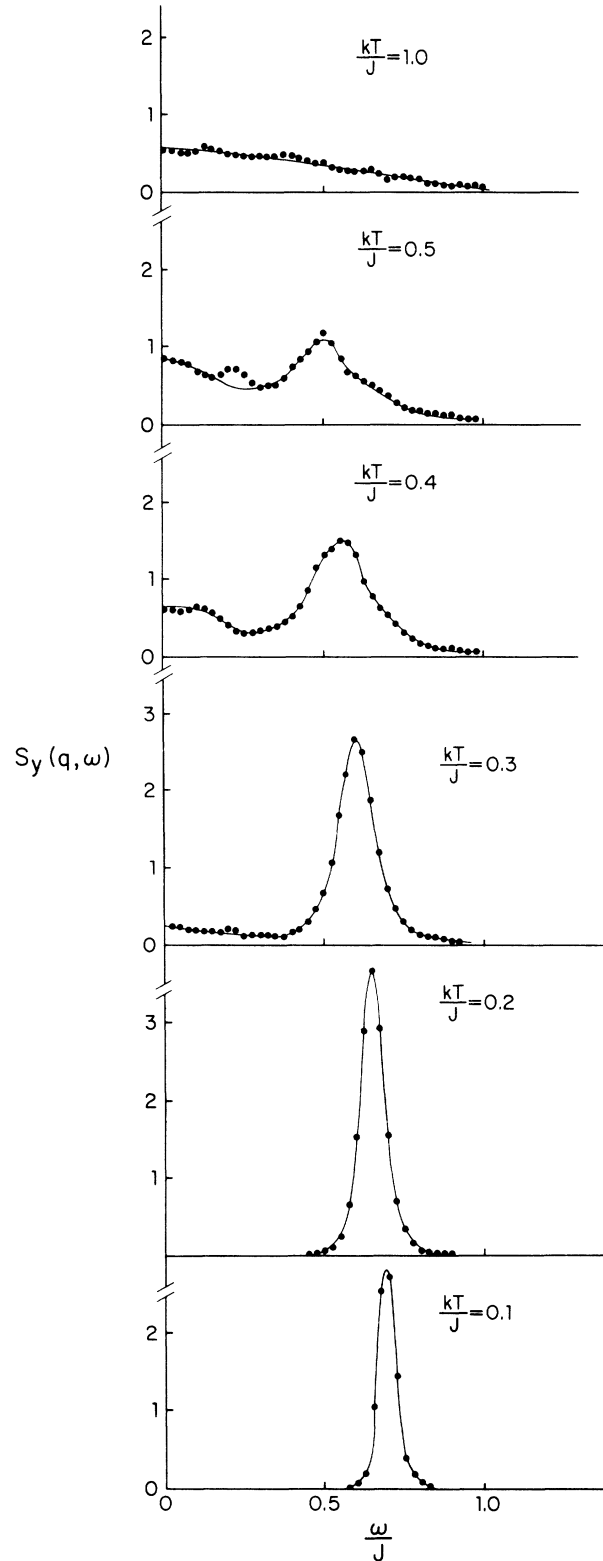 2
kT/J = 1.0
1
0
kT/J = 0.5
2
1
0
kT/J = 0.4
2
1
0
3
Sy(q,ω)
kT/J = 0.3
2
1
0
kT/J = 0.2
3
2
1
kT/J = 0.1
2
1
0
0 0.5 1.0
ω/J